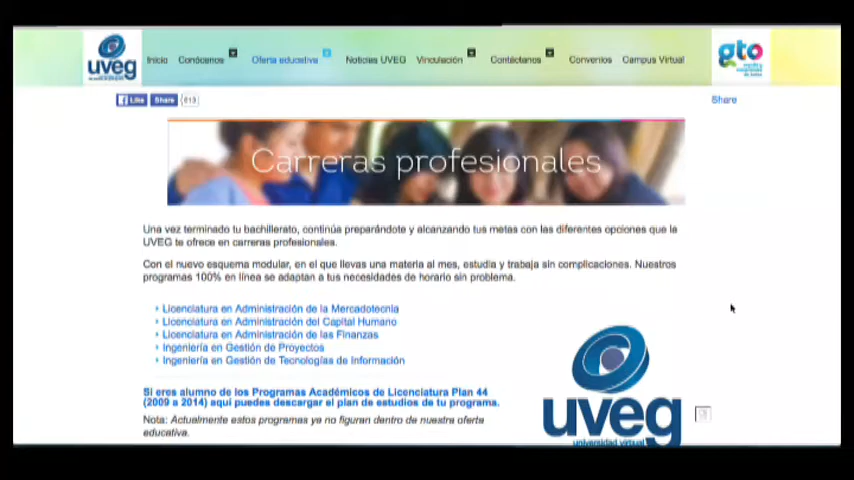 uveg
Inicio Conócenos Oferta educativa Noticias UVEG Vinculación Contáctanos Convenios Campus Virtual
gto
Like Share 613
Share
Carreras profesionales
Una vez terminado tu bachillerato, continúa preparándote y alcanzando tus metas con las diferentes opciones que la
UVEG te ofrece en carreras profesionales.
Con el nuevo esquema modular, en el que llevas una materia al mes, estudia y trabaja sin complicaciones. Nuestros
programas 100% en línea se adaptan a tus necesidades de horario sin problema.
Licenciatura en Administración de la Mercadotecnia
Licenciatura en Administración del Capital Humano
Licenciatura en Administración de las Finanzas
Ingeniería en Gestión de Proyectos
Ingeniería en Gestión de Tecnologías de Información
Si eres alumno de los Programas Académicos de Licenciatura Plan 44
(2009 a 2014) aquí puedes descargar el plan de estudios de tu programa.
Nota: Actualmente estos programas ya no figuran dentro de nuestra oferta
educativa.
uveg
universidad virtual